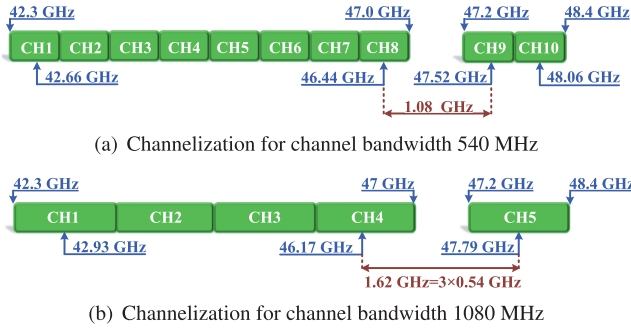 42.3 GHz 47.0 GHz 47.2 GHz 48.4 GHz
CH1 CH2 CH3 CH4 CH5 CH6 CH7 CH8 CH9 CH10
42.66 GHz 46.44 GHz 47.52 GHz 48.06 GHz
1.08 GHz
(a) Channelization for channel bandwidth 540 MHz
42.3 GHz 47 GHz 47.2 GHz 48.4 GHz
CH1 CH2 CH3 CH4 CH5
42.93 GHz 46.17 GHz 47.79 GHz
1.62 GHz=3×0.54 GHz
(b) Channelization for channel bandwidth 1080 MHz